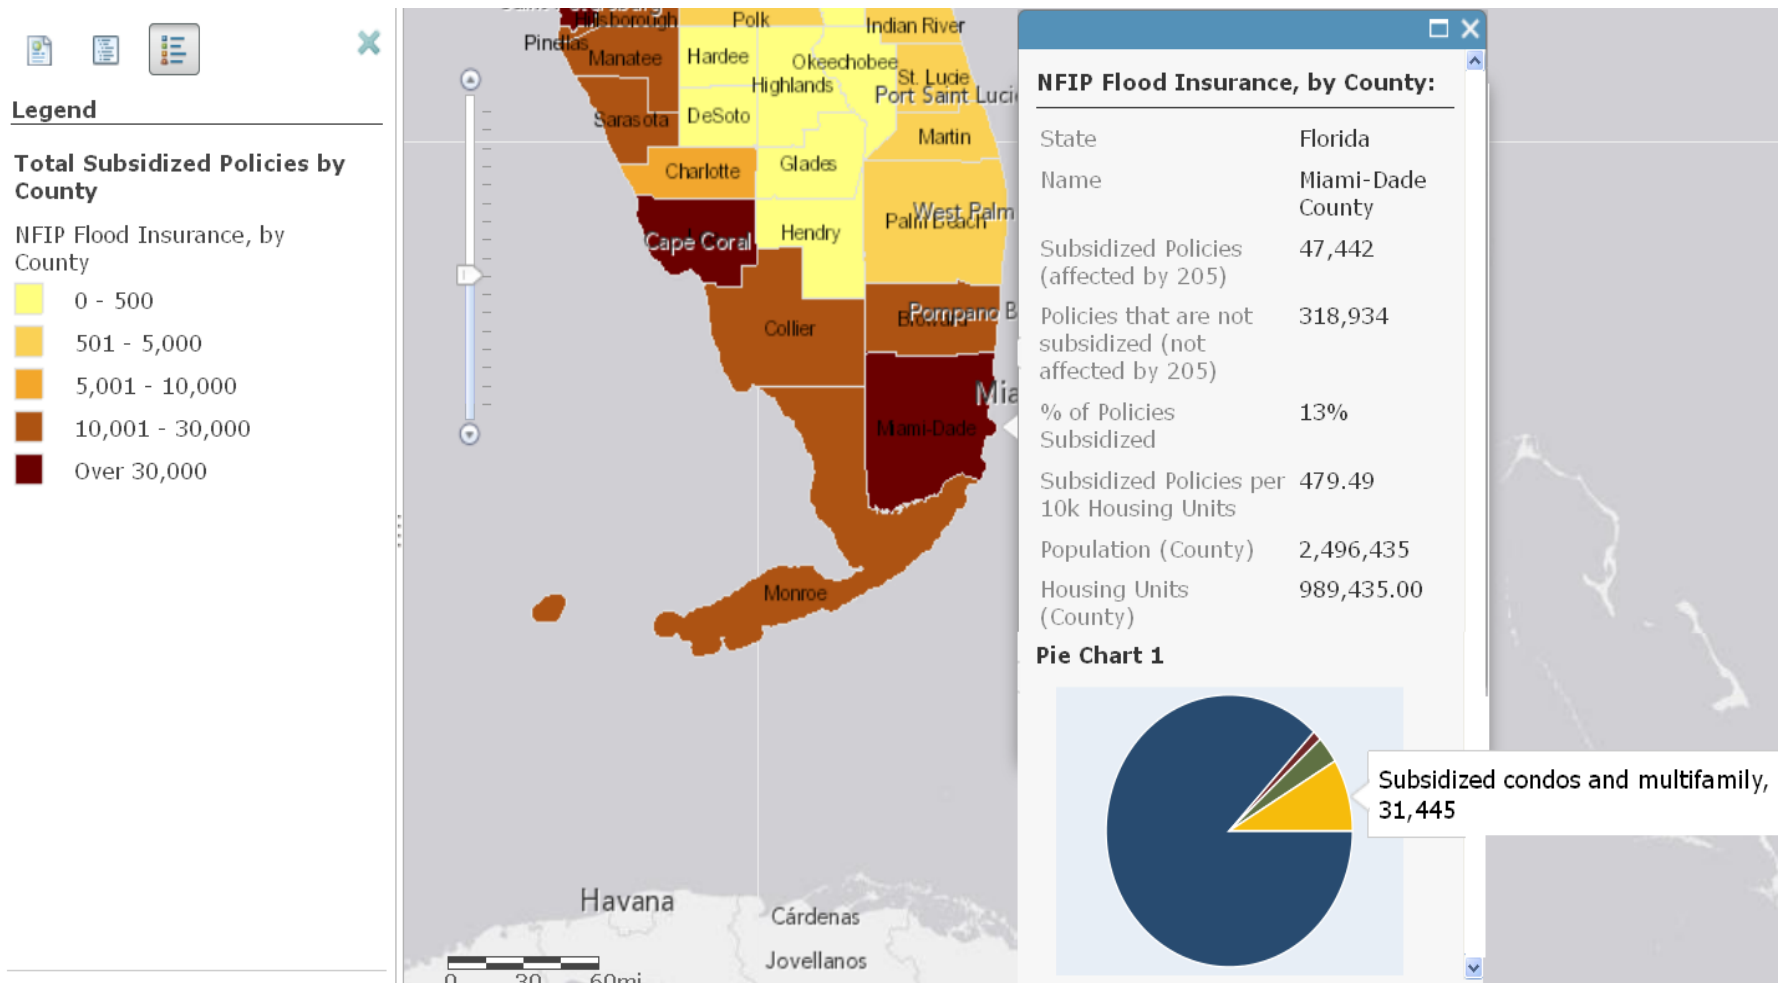 Legend
Total Subsidized Policies by
County
NFIP Flood Insurance, by
County
0 - 500
501 - 5,000
5,001 - 10,000
10,001 - 30,000
Over 30,000
Hillsborough
Polk
Indian River
Pinellas
Manatee
Hardee
Okeechobee
Highlands
St. Lucie
Port Saint Luci
Sarasota
DeSoto
Martin
Charlotte
Glades
West Palm
Palm Beach
Cape Coral
Hendry
Pompano B
Broward
Collier
Mia
Miami-Dade
Monroe
Havana
Cárdenas
Jovellanos
0 30 60mi
NFIP Flood Insurance, by County:
State Florida
Name Miami-Dade
County
Subsidized Policies 47,442
(affected by 205)
Policies that are not 318,934
subsidized (not
affected by 205)
% of Policies 13%
Subsidized
Subsidized Policies per 479.49
10k Housing Units
Population (County) 2,496,435
Housing Units 989,435.00
(County)
Pie Chart 1
Subsidized condos and multifamily,
31,445